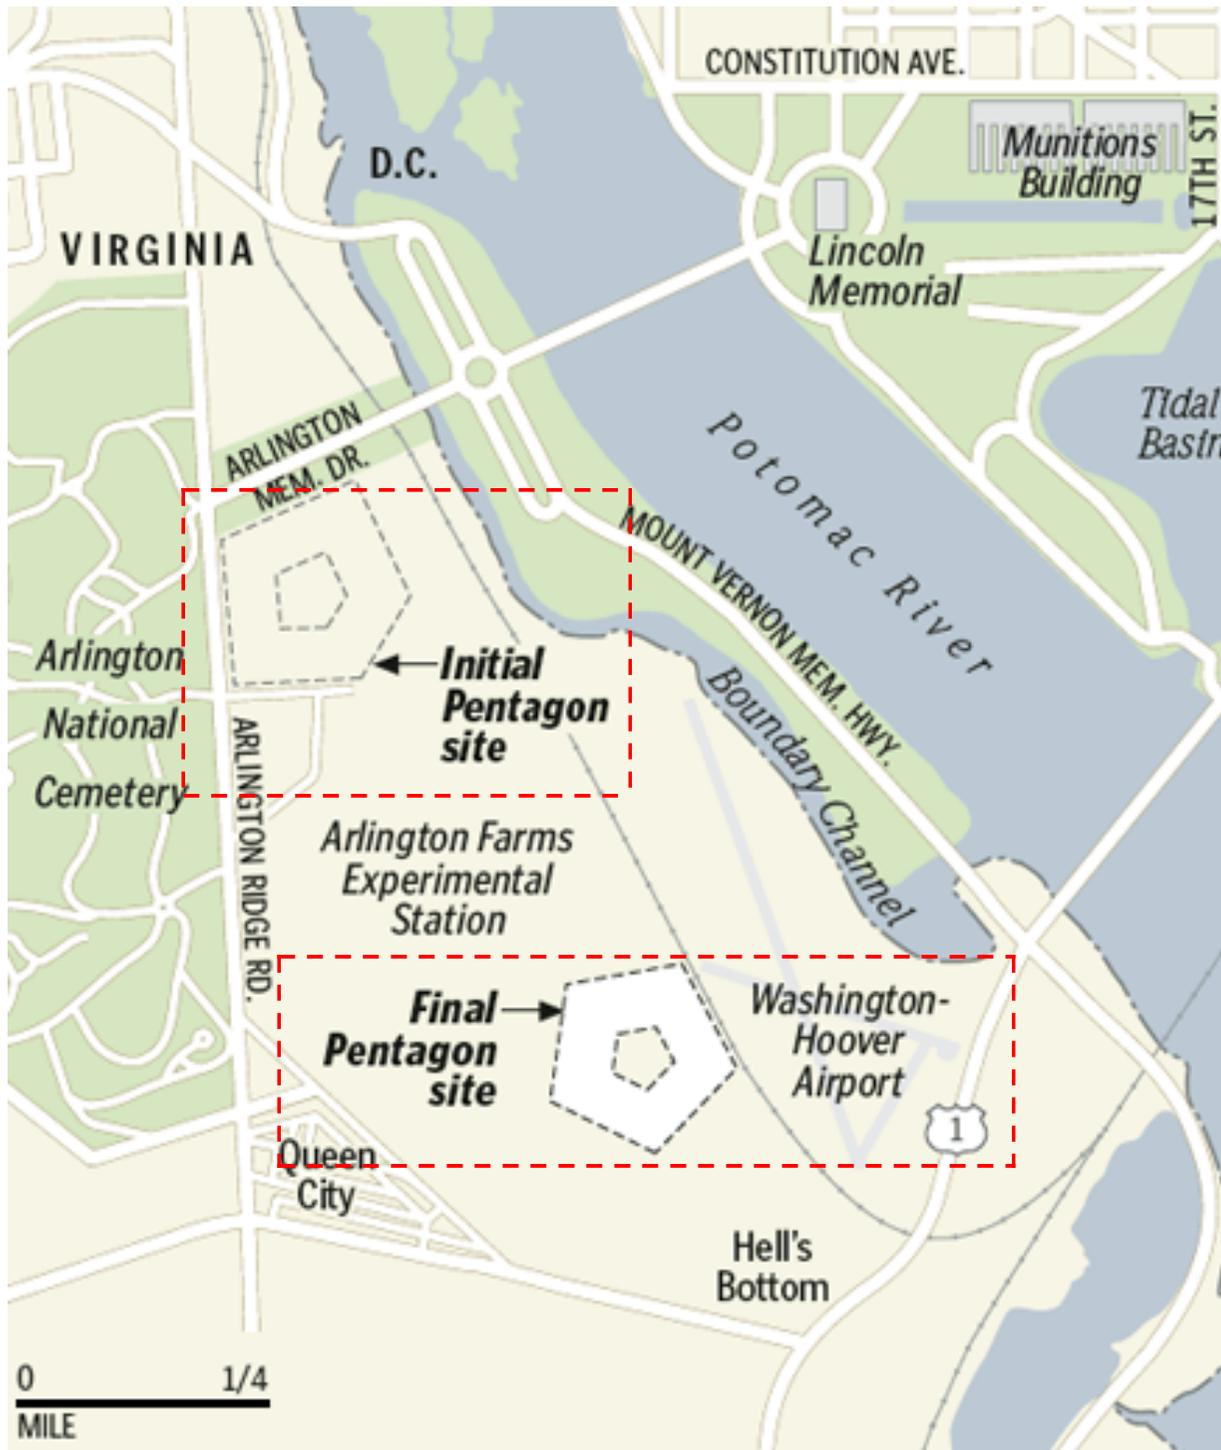 CONSTITUTION AVE.
Munitions
Building
17TH ST.
D.C.
VIRGINIA
Lincoln
Memorial
Tidal
Basin
Potomac River
ARLINGTON
MEM. DR.
MOUNT VERNON MEM. HWY.
Arlington
National
Cemetery
Initial
Pentagon
site
Boundary Channel
ARLINGTON RIDGE RD.
Arlington Farms
Experimental
Station
Final
Pentagon
site
Washington-
Hoover
Airport
1
Queen
City
Hell's
Bottom
0 1/4
MILE